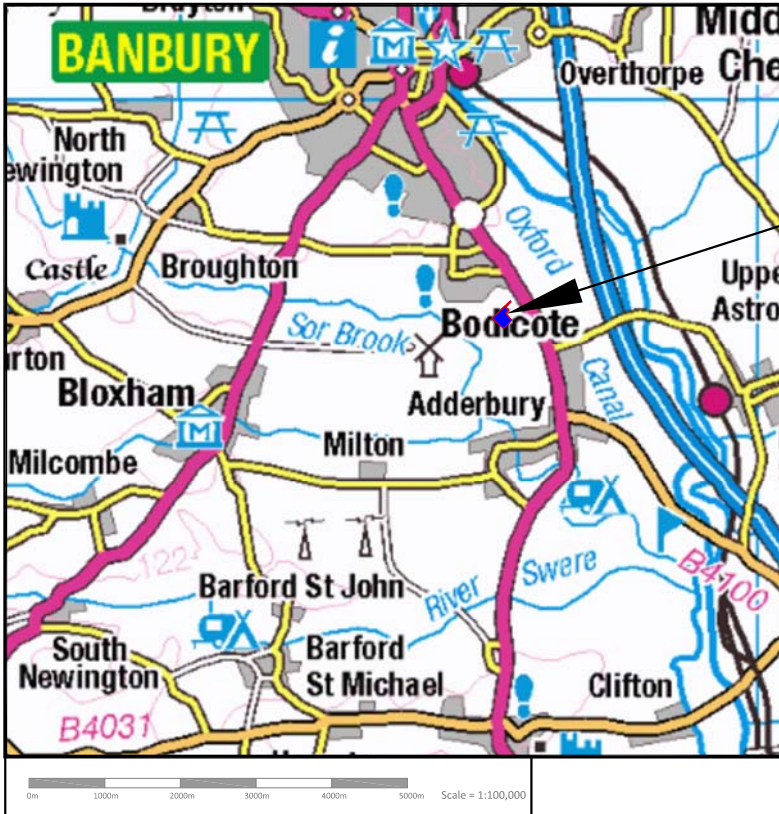 BANBURY
Overthorpe
North
ewington
Castle
Broughton
Oxford
Bodicote
Sor Brook
rton
Bloxham
Adderbury
Canal
Milton
Milcombe
122
Barford St John
River
Swere
B4100
South
Newington
Barford
St Michael
Clifton
B4031
Uppe
Astro
Midd
Che
0m 1000m 2000m 3000m 4000m 5000m Scale = 1:100,000